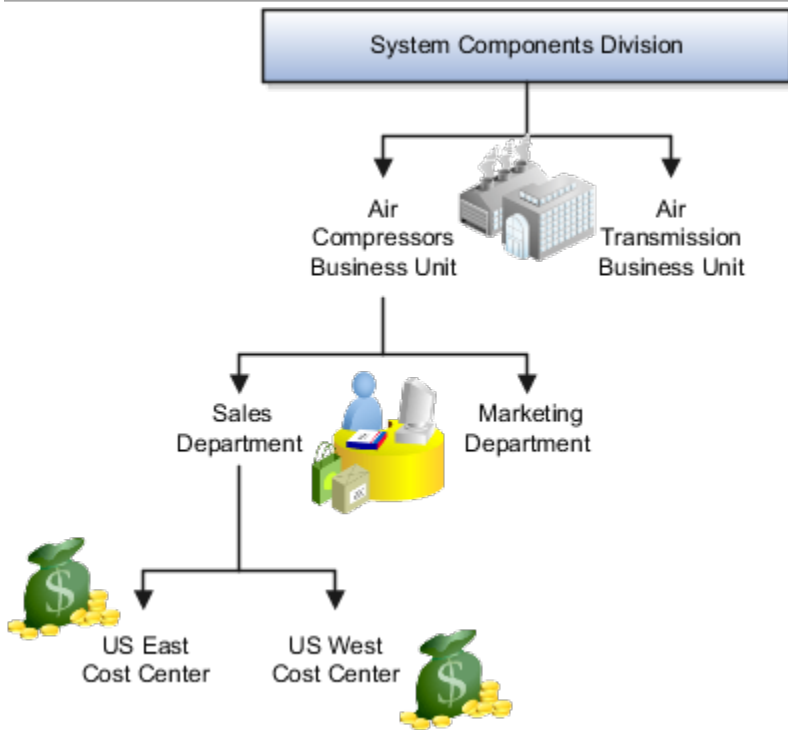 System Components Division
Air
Compressors
Business Unit
Air
Transmission
Business Unit
Sales
Department
Marketing
Department
US East
Cost Center
US West
Cost Center
$
$